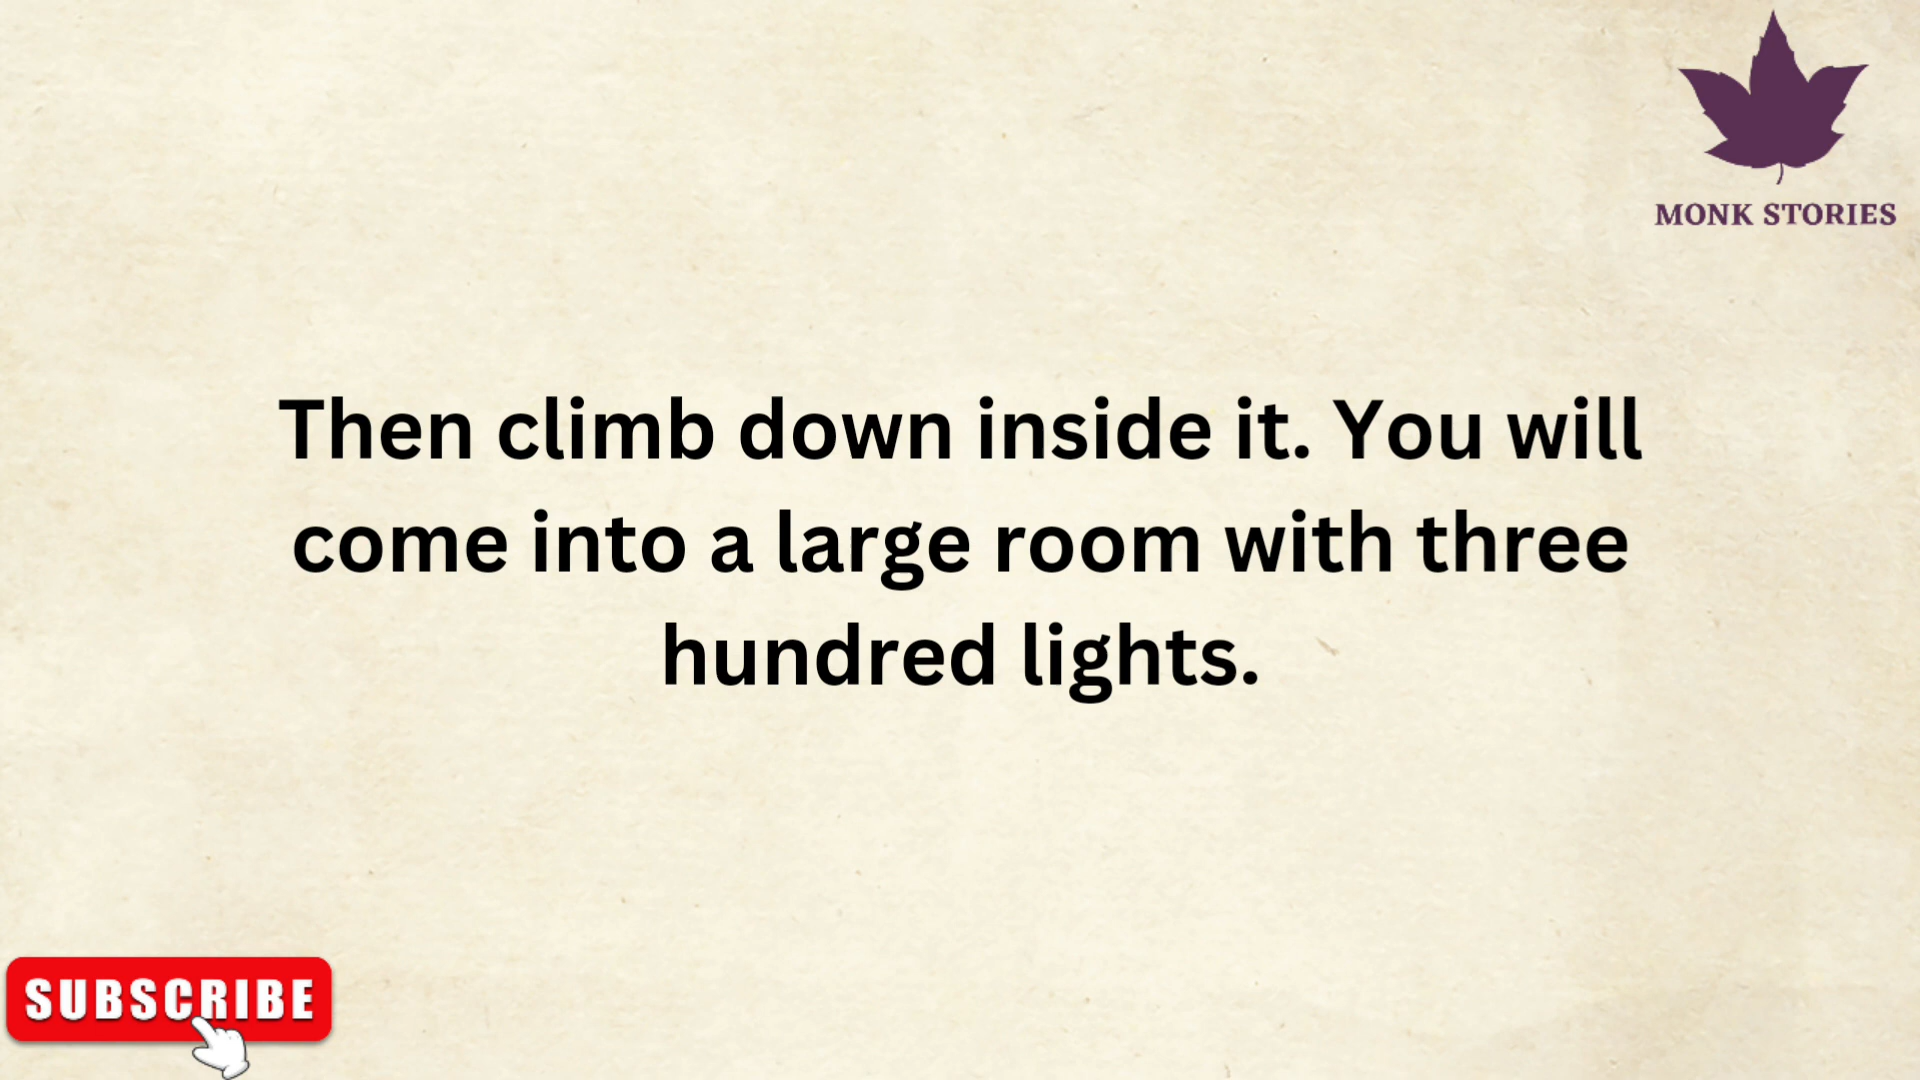 MONK STORIES
Then climb down inside it. You will
come into a large room with three
hundred lights.
SUBSCRIBE